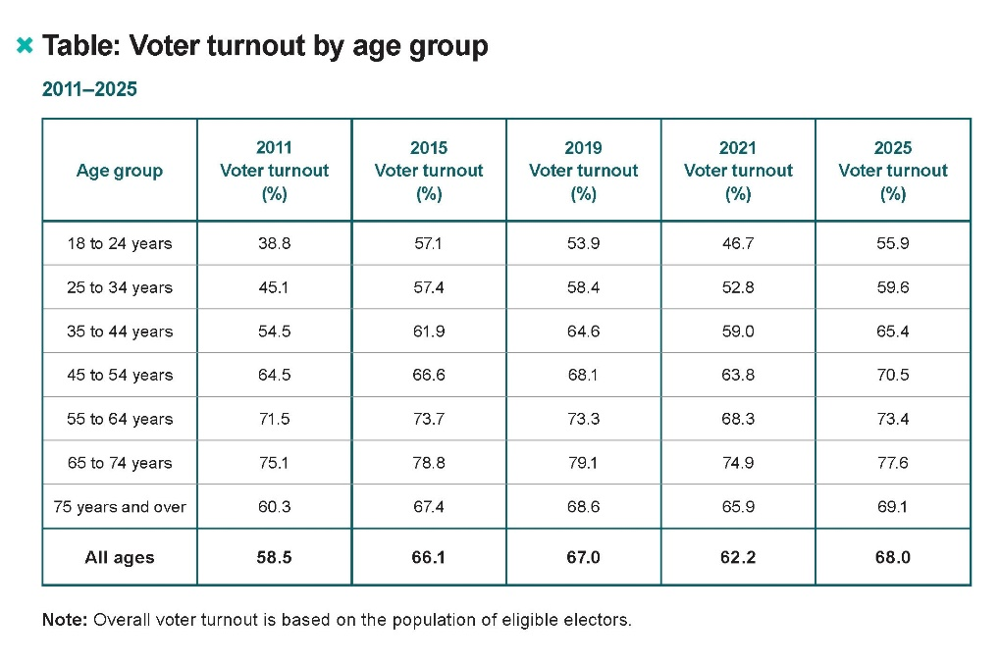 Table: Voter turnout by age group
2011–2025
Age group
2011
Voter turnout
(%)
2015
Voter turnout
(%)
2019
Voter turnout
(%)
2021
Voter turnout
(%)
2025
Voter turnout
(%)
18 to 24 years 38.8 57.1 53.9 46.7 55.9
25 to 34 years 45.1 57.4 58.4 52.8 59.6
35 to 44 years 54.5 61.9 64.6 59.0 65.4
45 to 54 years 64.5 66.6 68.1 63.8 70.5
55 to 64 years 71.5 73.7 73.3 68.3 73.4
65 to 74 years 75.1 78.8 79.1 74.9 77.6
75 years and over 60.3 67.4 68.6 65.9 69.1
All ages 58.5 66.1 67.0 62.2 68.0
Note: Overall voter turnout is based on the population of eligible electors.